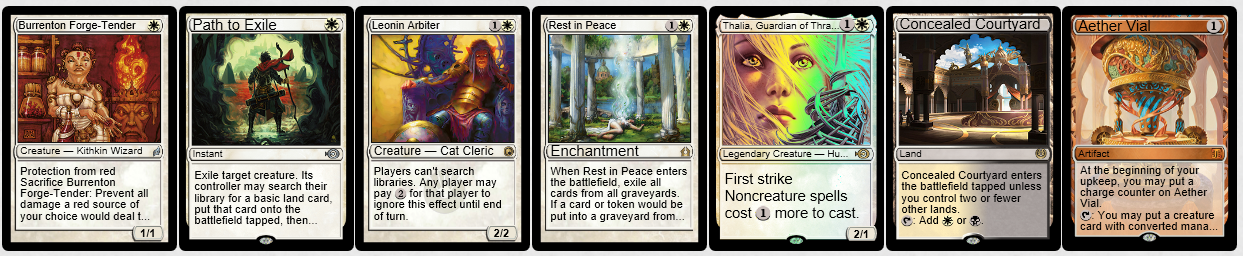 Burrenton Forge-Tender
Creature — Kithkin Wizard
Protection from red
Sacrifice Burrenton
Forge-Tender: Prevent all
damage a red source of
your choice would deal t...
1/1
Path to Exile
Instant
Exile target creature. Its
controller may search their
library for a basic land card,
put that card onto the
battlefield tapped, then...
Leonin Arbiter 1
Creature — Cat Cleric
Players can't search
libraries. Any player may
pay 2 for that player to
ignore this effect until end
of turn.
2/2
Rest in Peace 1
Enchantment
When Rest in Peace enters
the battlefield, exile all
cards from all graveyards.
If a card or token would be
put into a graveyard from...
Thalia, Guardian of Thra... 1
Legendary Creature — Hu...
First strike
Noncreature spells
cost 1 more to cast.
2/1
Concealed Courtyard
Land
Concealed Courtyard enters
the battlefield tapped unless
you control two or fewer
other lands.
: Add or .
Aether Vial 1
Artifact
At the beginning of your
upkeep, you may put a
charge counter on Aether
Vial.
: You may put a creature
card with converted mana...